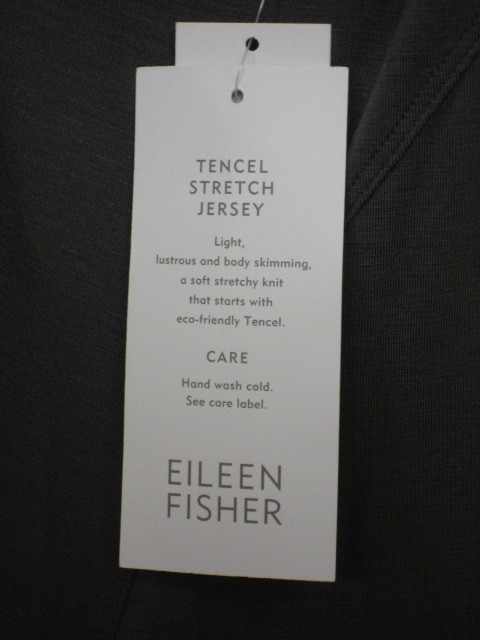 TENCEL
STRETCH
JERSEY
Light,
lustrous and body skimming,
a soft stretchy knit
that starts with
eco-friendly Tencel.
CARE
Hand wash cold.
See care label.
EILEEN
FISHER